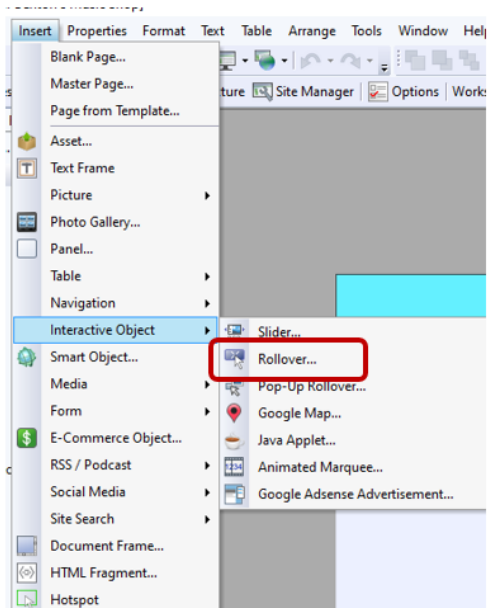 Insert Properties Format Text Table Arrange Tools Window Help
Blank Page...
Master Page...
Site Manager Options
Page from Template...
Asset...
Text Frame
Picture
Photo Gallery...
Panel...
Table
Navigation
Interactive Object
Slider...
Smart Object...
Rollover...
Media
Pop-Up Rollover...
Form
Google Map...
E-Commerce Object...
Java Applet...
RSS / Podcast
1234 Animated Marquee...
Social Media
Google Adsense Advertisement...
Site Search
Document Frame...
HTML Fragment...
Hotspot